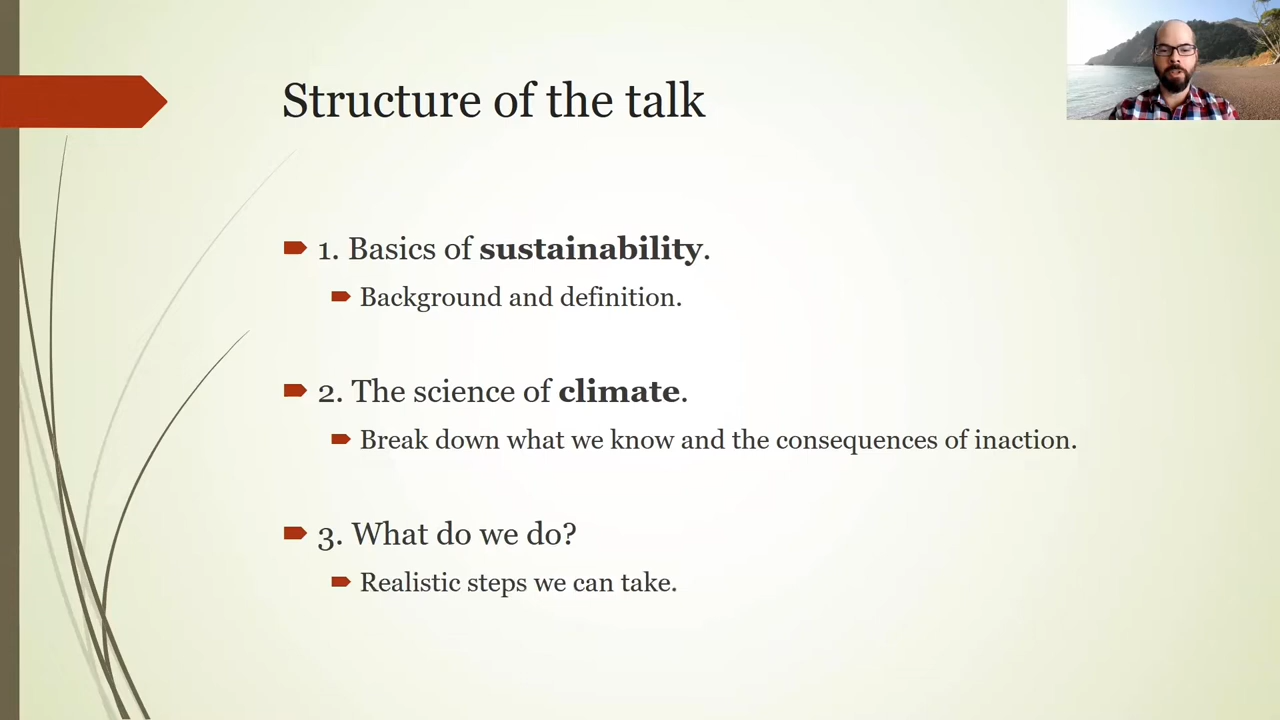 Structure of the talk
1. Basics of sustainability.
Background and definition.
2. The science of climate.
Break down what we know and the consequences of inaction.
3. What do we do?
Realistic steps we can take.